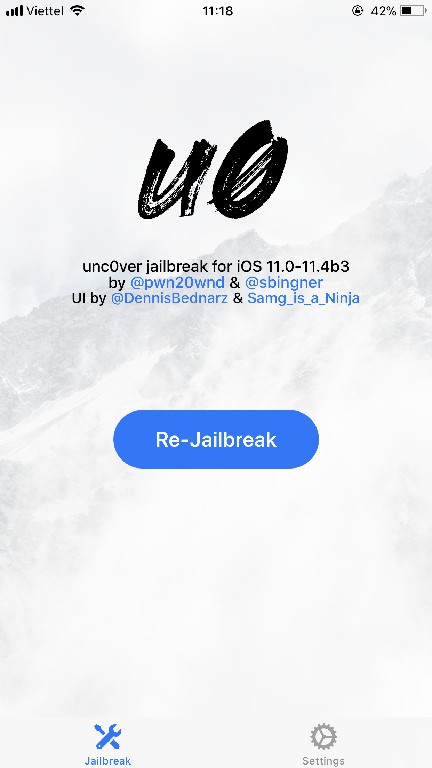 Viettel 11:18 42%
u0
unc0ver jailbreak for iOS 11.0-11.4b3
by @pwn20wnd & @sbingner
UI by @DennisBednarz & Samg_is_a_Ninja
Re-Jailbreak
Jailbreak Settings